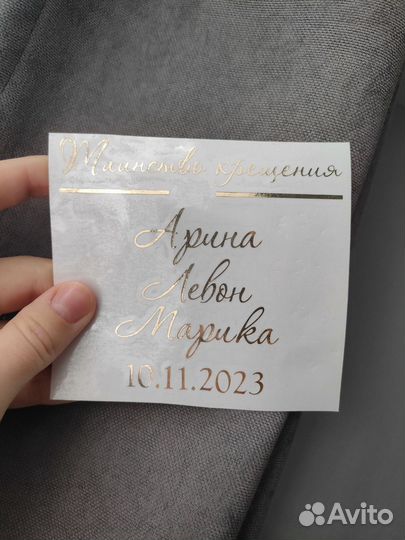 Таинство крещения
Арина
Левон
Марика
10.11.2023
Avito